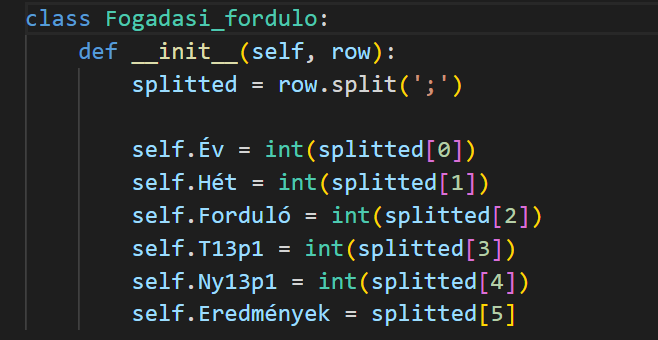 class Fogadasi_fordulo:
def __init__(self, row):
splitted = row.split(';')
self.Év = int(splitted[0])
self.Hét = int(splitted[1])
self.Forduló = int(splitted[2])
self.T13p1 = int(splitted[3])
self.Ny13p1 = int(splitted[4])
self.Eredmények = splitted[5]